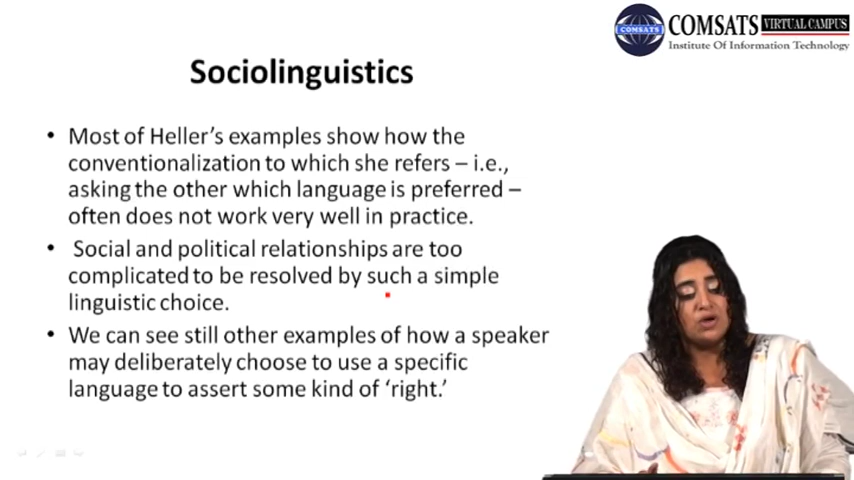 COMSATS VIRTUAL CAMPUS
COMSATS
Institute Of Information Technology
Sociolinguistics
• Most of Heller's examples show how the
conventionalization to which she refers – i.e.,
asking the other which language is preferred –
often does not work very well in practice.
• Social and political relationships are too
complicated to be resolved by such a simple
linguistic choice.
• We can see still other examples of how a speaker
may deliberately choose to use a specific
language to assert some kind of 'right.'